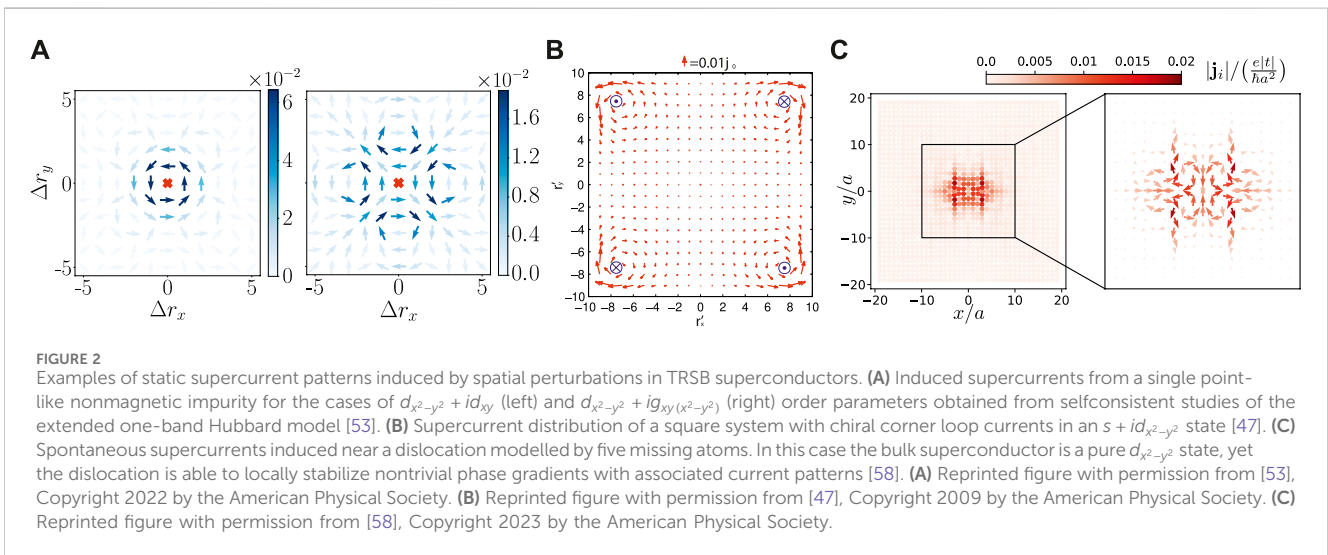 A
B
C
×10⁻²
×10⁻²
=0.01j₀
0.0 0.005 0.01 0.015 0.02
|jᵢ|/(e|t|/ħa²)
5
0
-5
Δr_y
-5 0 5
Δr_x
6
4
2
0
-5 0 5
Δr_x
1.6
1.2
0.8
0.4
0.0
10
8
6
4
2
0
−2
−4
−6
−8
−10
−10 −8 −6 −4 −2 0 2 4 6 8 10
20
10
0
−10
−20
y/a
−20 −10 0 10 20
x/a
FIGURE 2
Examples of static supercurrent patterns induced by spatial perturbations in TRSB superconductors. (A) Induced supercurrents from a single point-
like nonmagnetic impurity for the cases of d_{x²−y²} + id_{xy} (left) and d_{x²−y²} + ig_{xy(x²−y²)} (right) order parameters obtained from selfconsistent studies of the
extended one-band Hubbard model [53]. (B) Supercurrent distribution of a square system with chiral corner loop currents in an s + id_{x²−y²} state [47]. (C)
Spontaneous supercurrents induced near a dislocation modelled by five missing atoms. In this case the bulk superconductor is a pure d_{x²−y²} state, yet
the dislocation is able to locally stabilize nontrivial phase gradients with associated current patterns [58]. (A) Reprinted figure with permission from [53],
Copyright 2022 by the American Physical Society. (B) Reprinted figure with permission from [47], Copyright 2009 by the American Physical Society. (C)
Reprinted figure with permission from [58], Copyright 2023 by the American Physical Society.